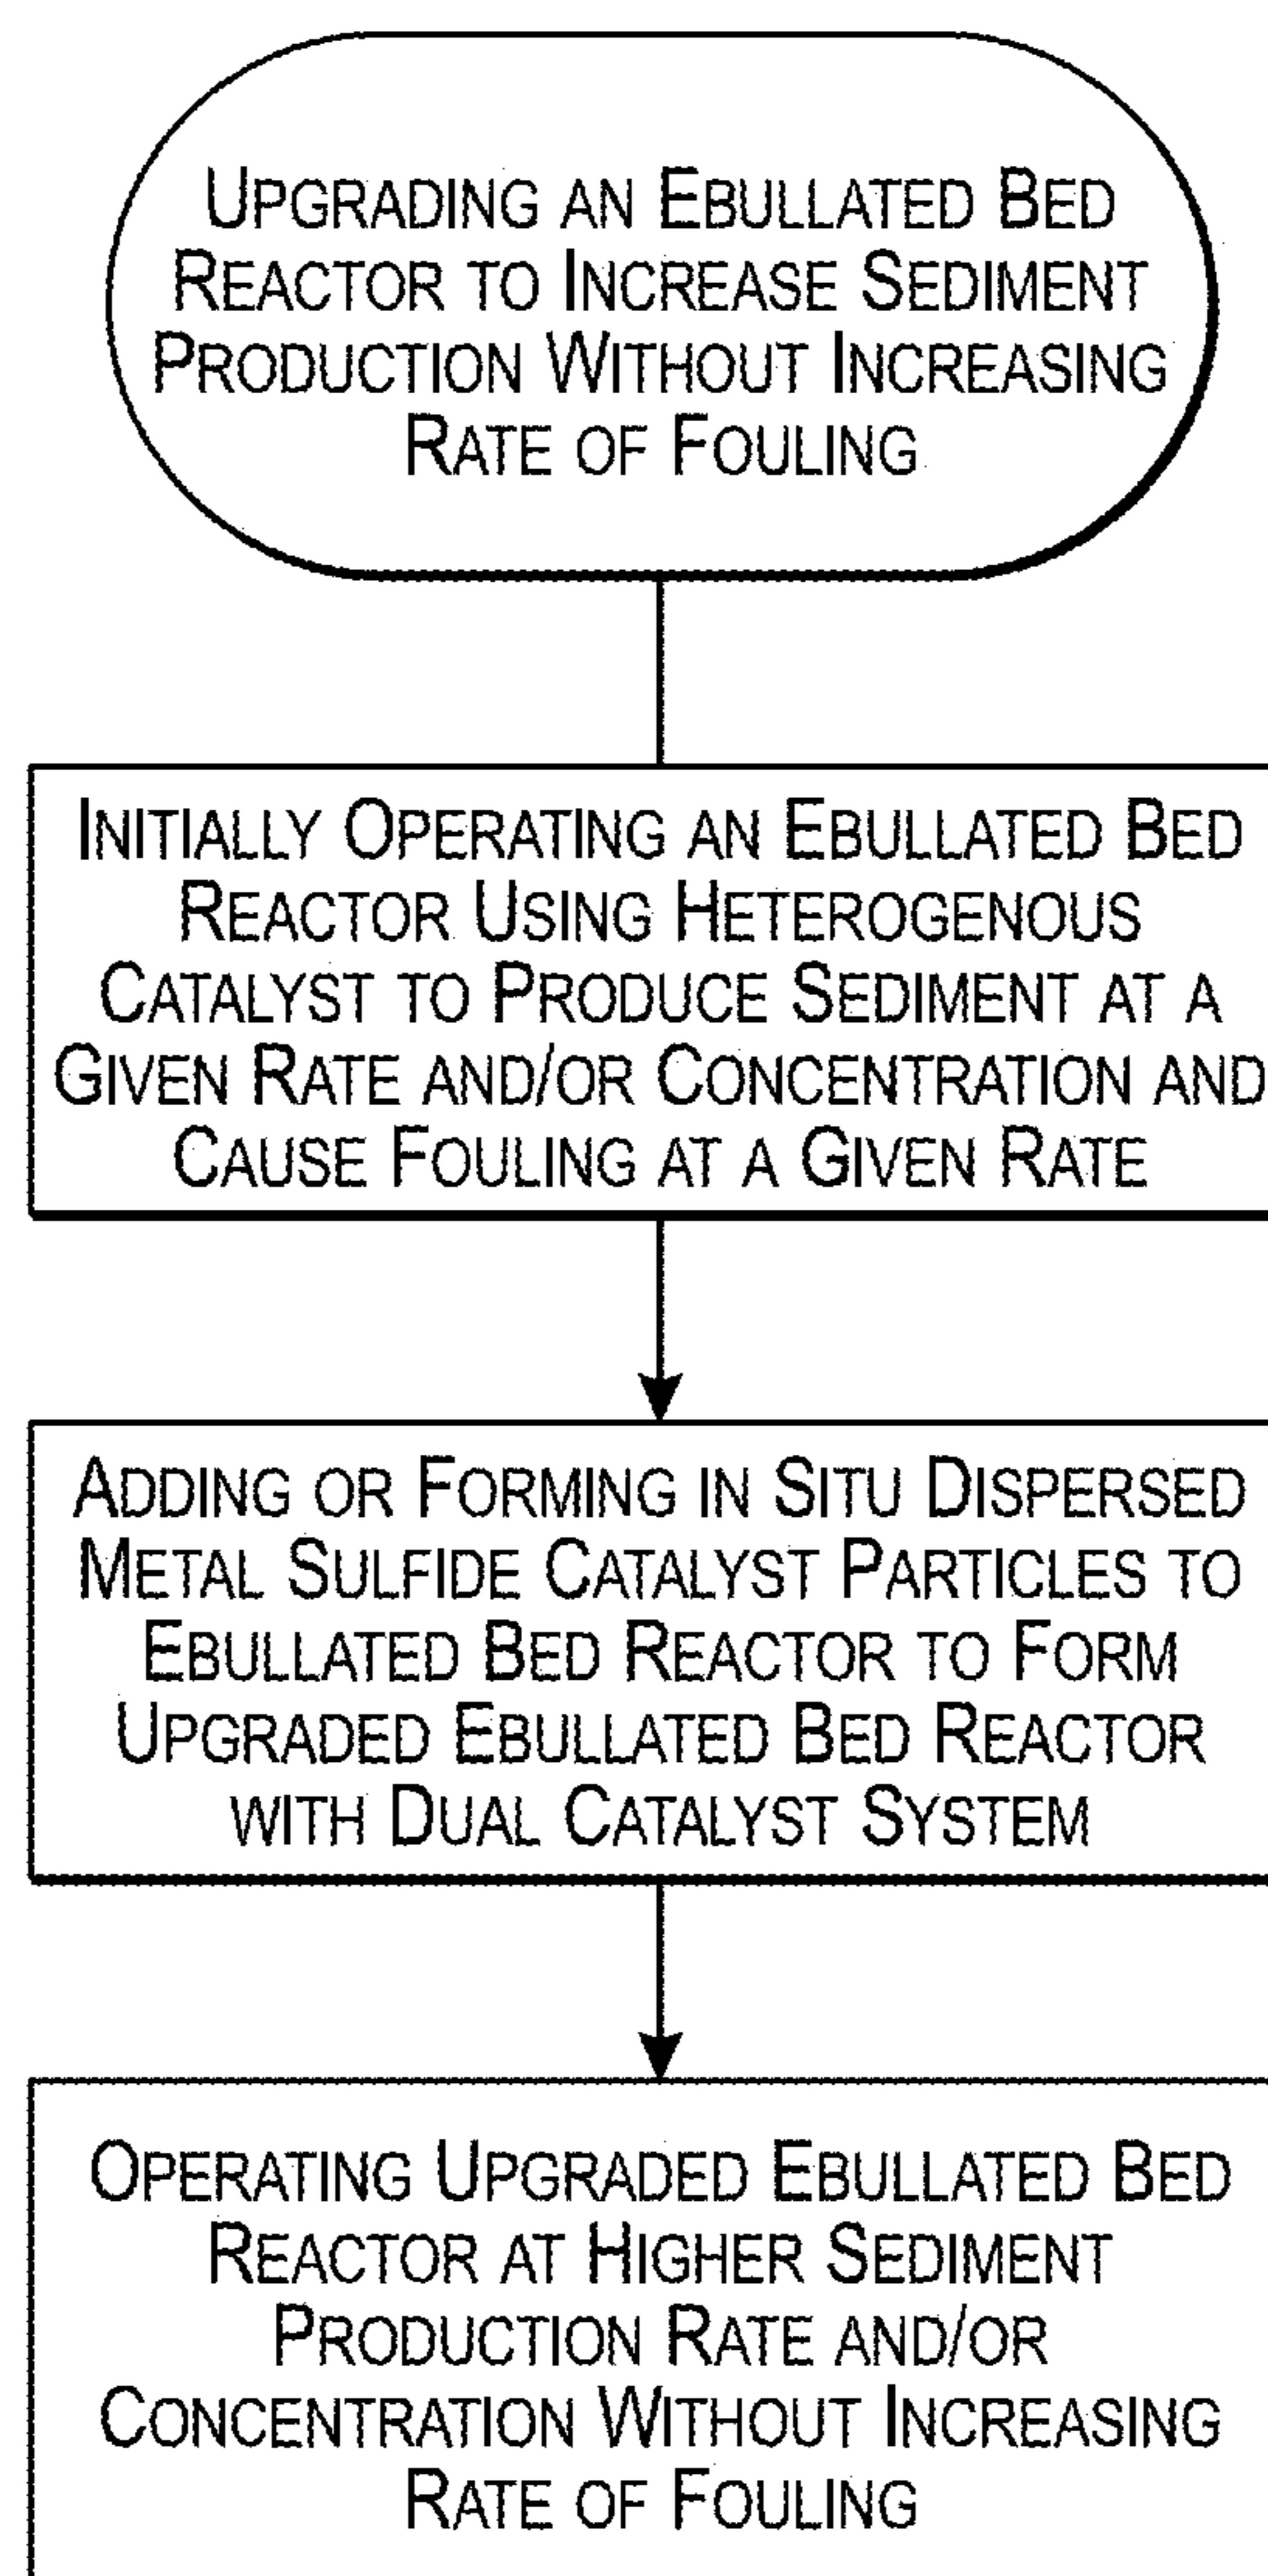 UPGRADING AN EBULLATED BED
REACTOR TO INCREASE SEDIMENT
PRODUCTION WITHOUT INCREASING
RATE OF FOULING
INITIALLY OPERATING AN EBULLATED BED
REACTOR USING HETEROGENOUS
CATALYST TO PRODUCE SEDIMENT AT A
GIVEN RATE AND/OR CONCENTRATION AND
CAUSE FOULING AT A GIVEN RATE
ADDING OR FORMING IN SITU DISPERSED
METAL SULFIDE CATALYST PARTICLES TO
EBULLATED BED REACTOR TO FORM
UPGRADED EBULLATED BED REACTOR
WITH DUAL CATALYST SYSTEM
OPERATING UPGRADED EBULLATED BED
REACTOR AT HIGHER SEDIMENT
PRODUCTION RATE AND/OR
CONCENTRATION WITHOUT INCREASING
RATE OF FOULING